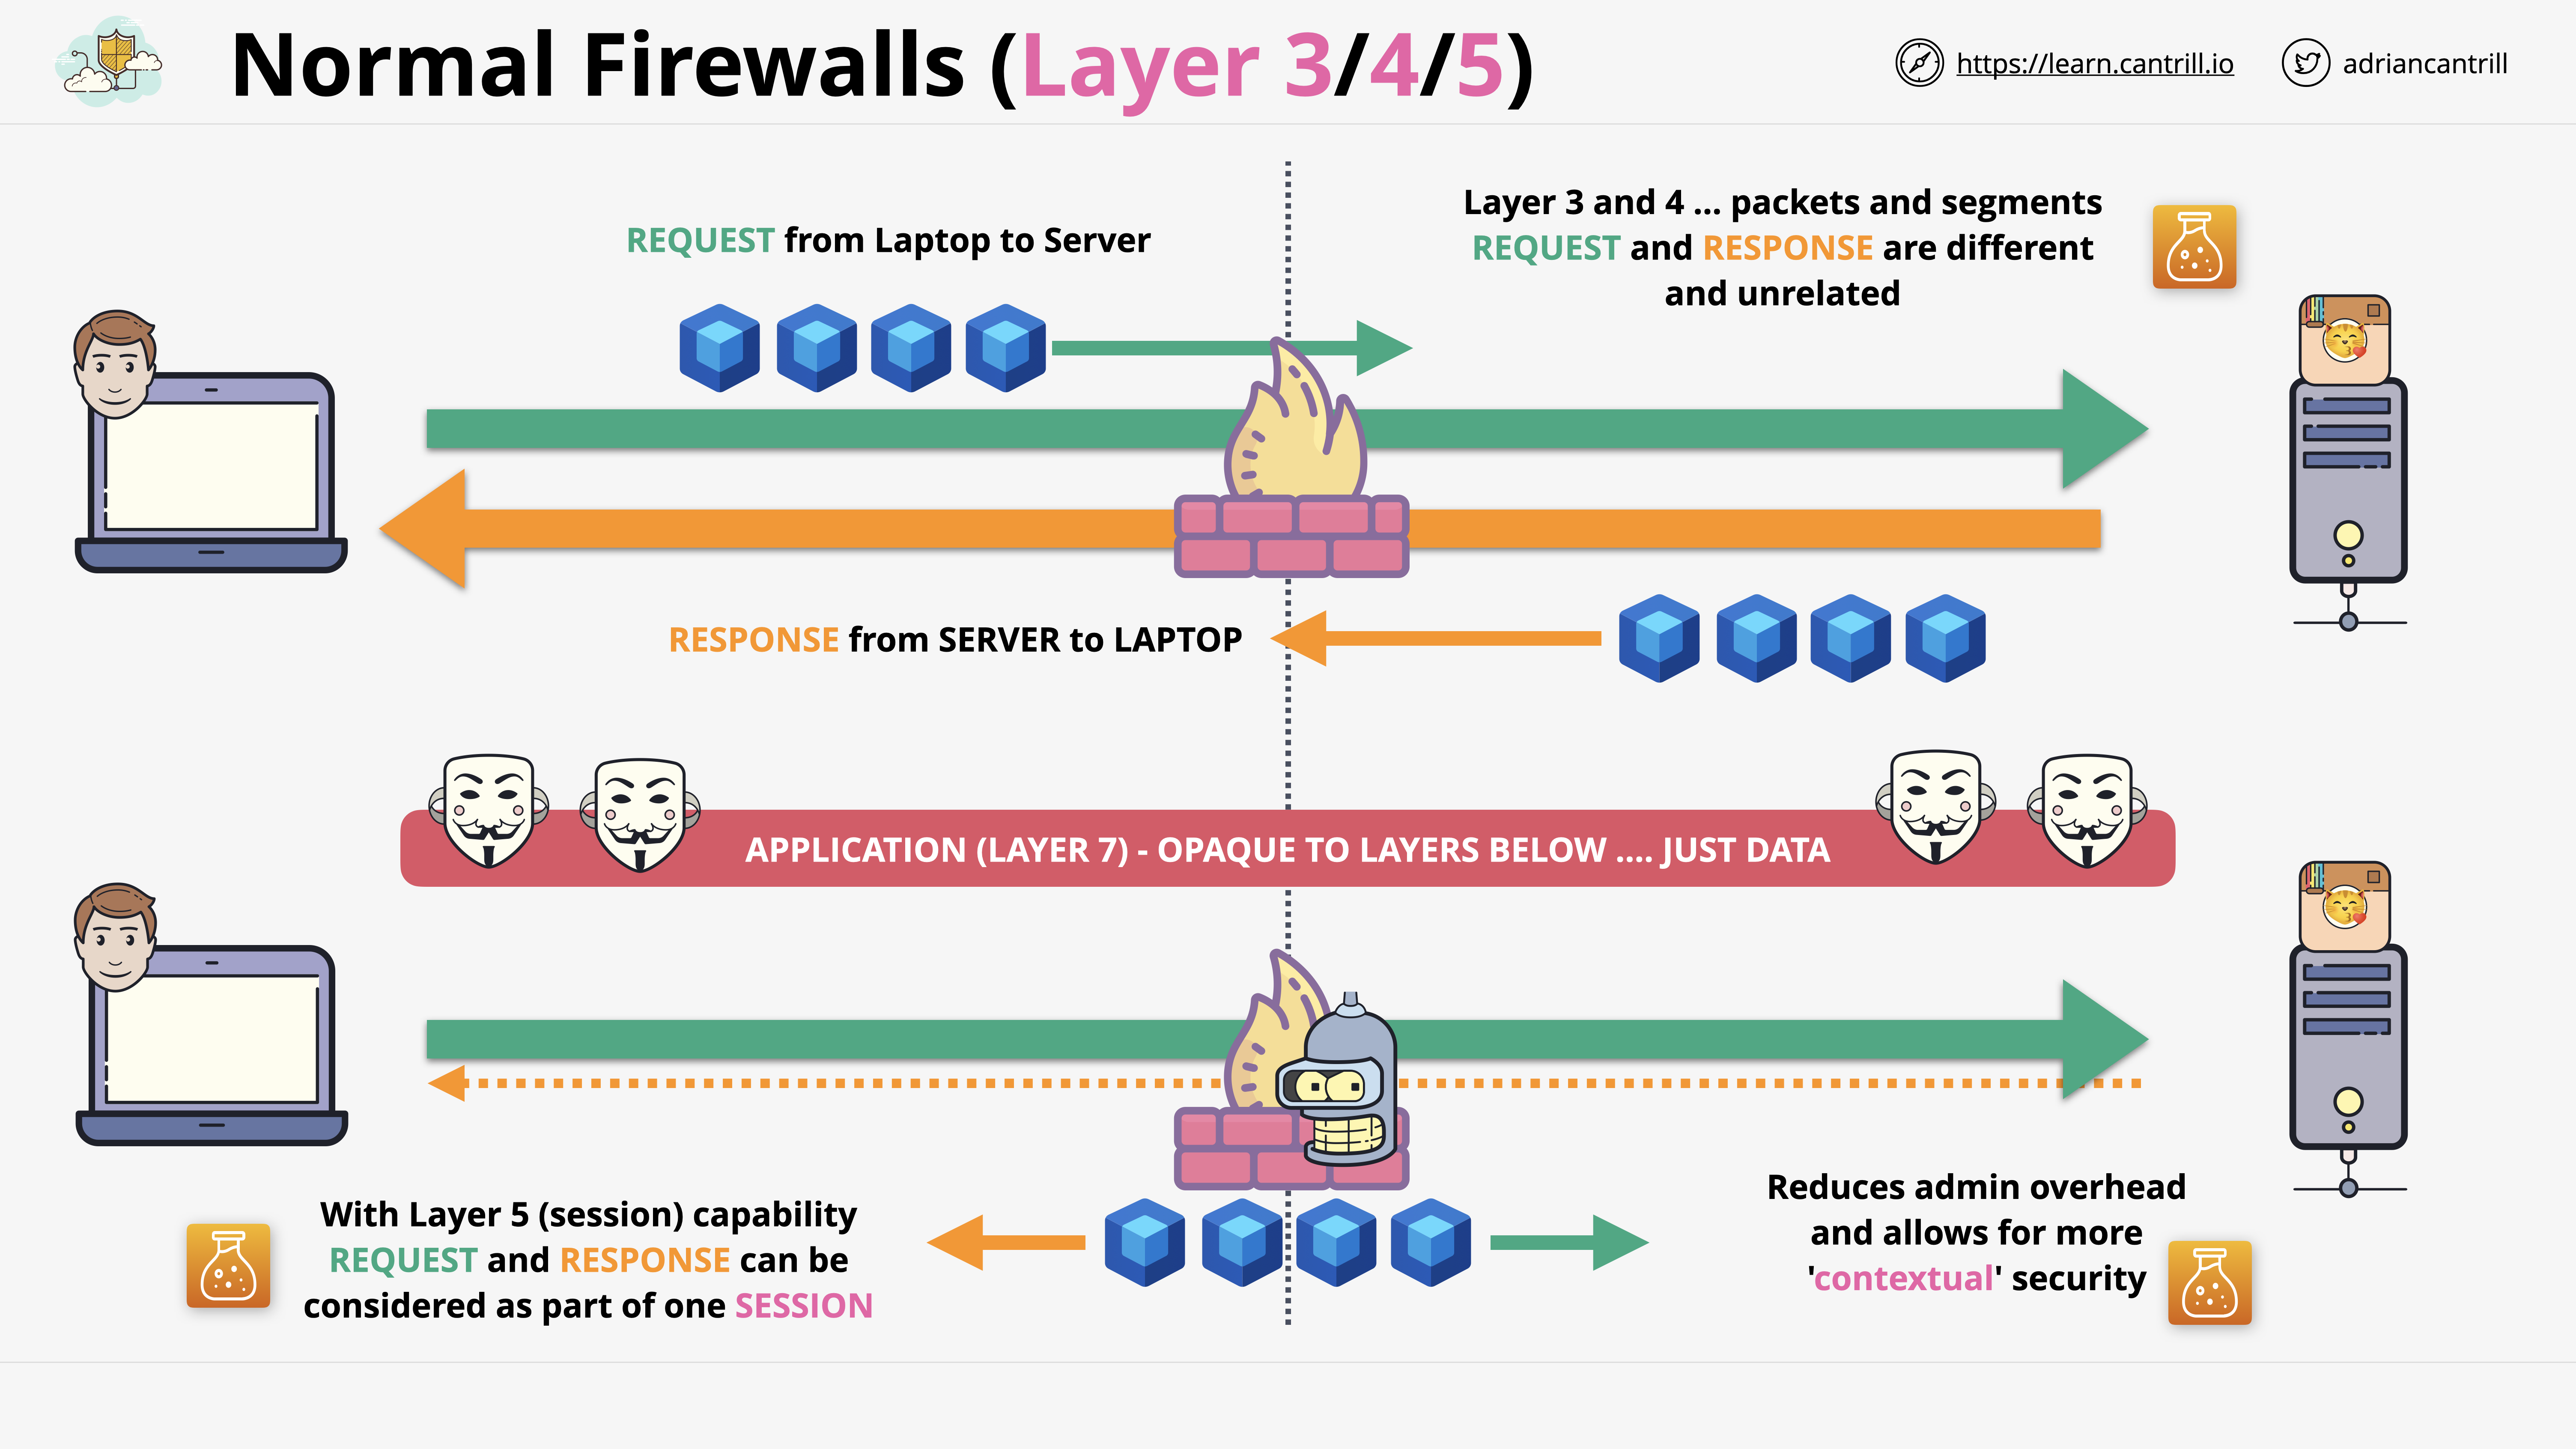 Normal Firewalls (Layer 3/4/5)
https://learn.cantrill.io
adriancantrill
REQUEST from Laptop to Server
Layer 3 and 4 ... packets and segments
REQUEST and RESPONSE are different
and unrelated
RESPONSE from SERVER to LAPTOP
APPLICATION (LAYER 7) - OPAQUE TO LAYERS BELOW .... JUST DATA
With Layer 5 (session) capability
REQUEST and RESPONSE can be
considered as part of one SESSION
Reduces admin overhead
and allows for more
'contextual' security